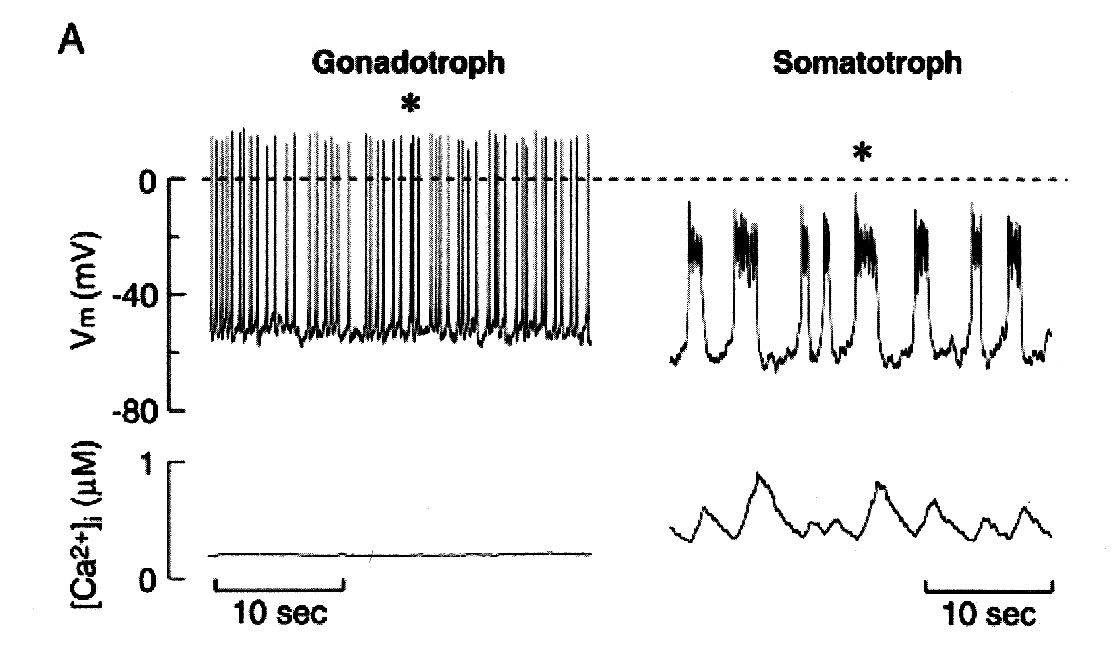 A
Gonadotroph
Somatotroph
*
*
0
-40
-80
Vm (mV)
1
0
[Ca2+]i (μM)
10 sec
10 sec